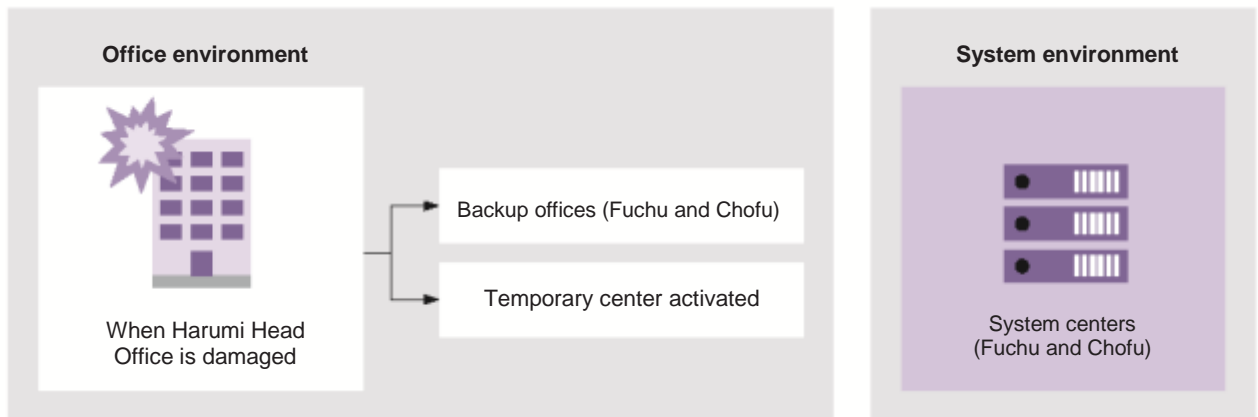 Office environment
When Harumi Head
Office is damaged
Backup offices (Fuchu and Chofu)
Temporary center activated
System environment
System centers
(Fuchu and Chofu)